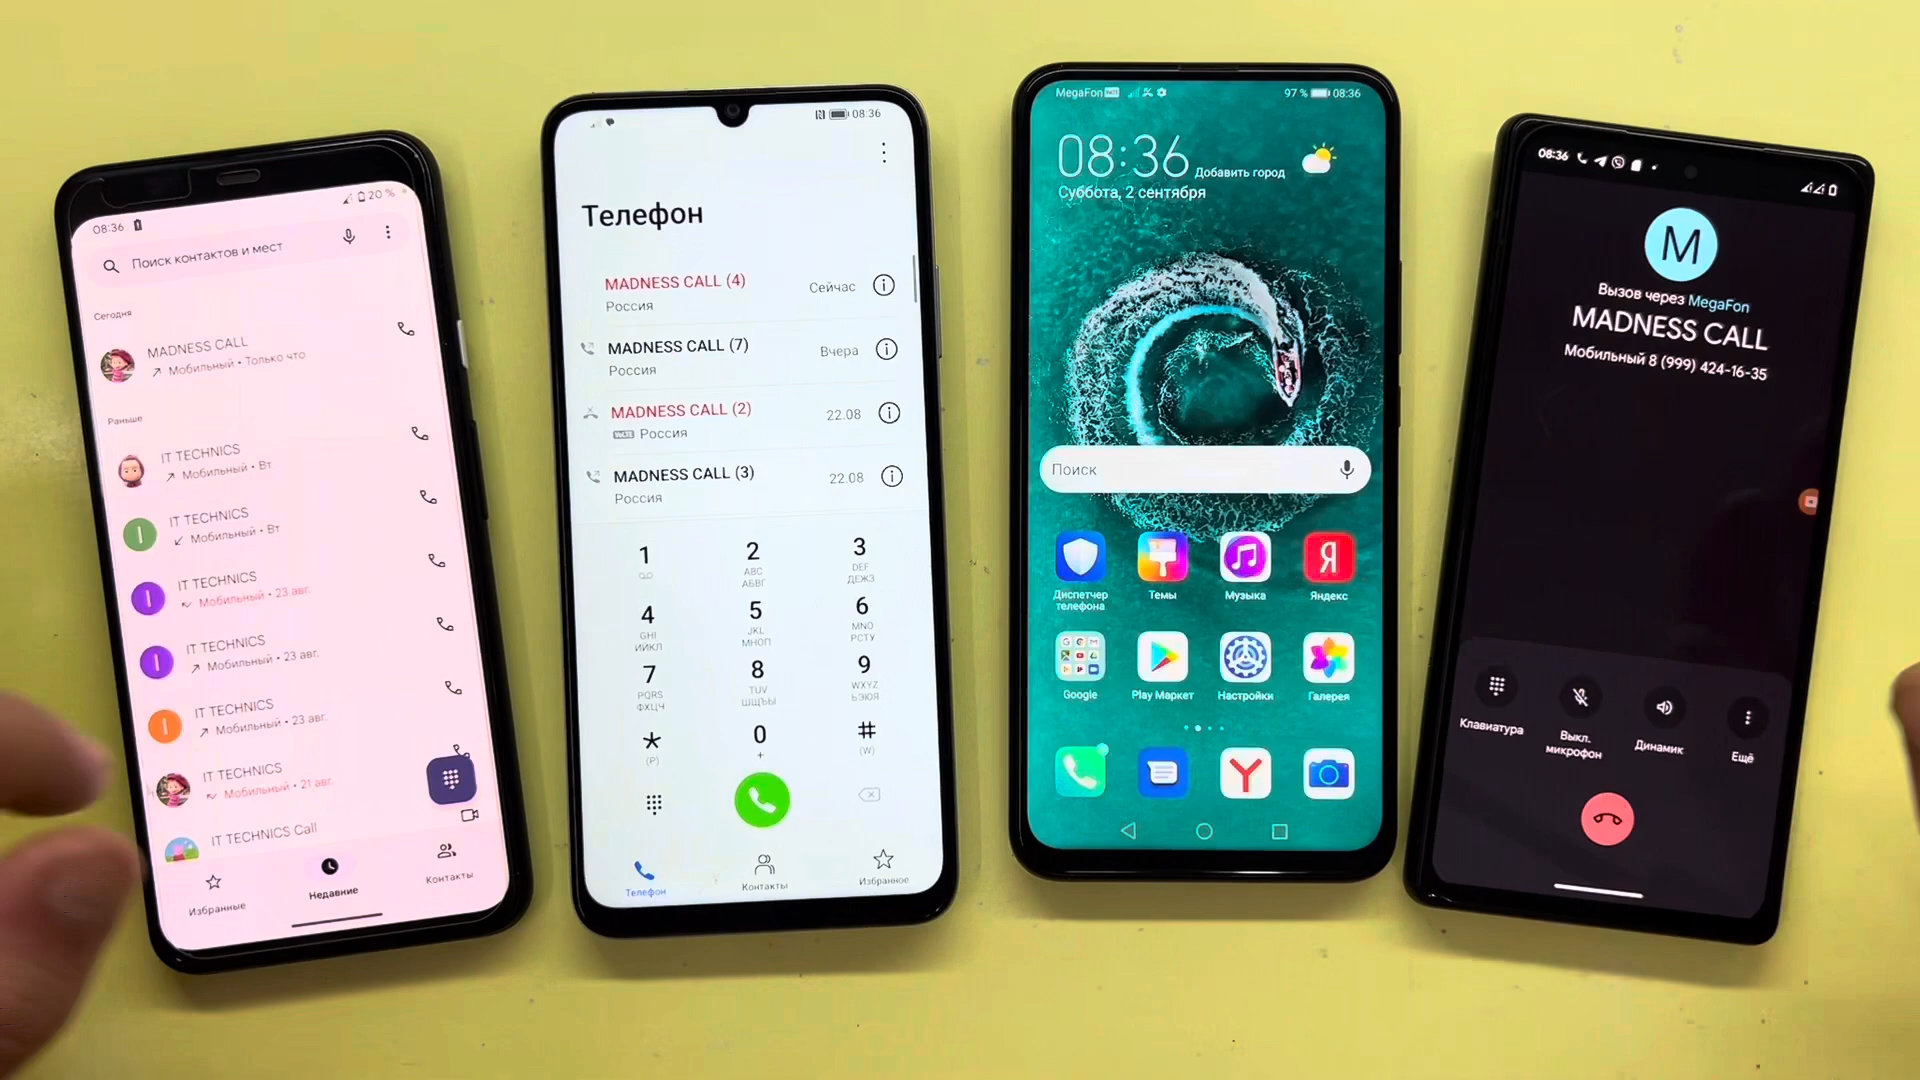 08:36
20 %
Поиск контактов и мест
Сегодня
MADNESS CALL
Мобильный • Только что
Раньше
IT TECHNICS
Мобильный • Вт
IT TECHNICS
Мобильный • Вт
IT TECHNICS
Мобильный • 23 авг.
IT TECHNICS
Мобильный • 23 авг.
IT TECHNICS
Мобильный • 23 авг.
IT TECHNICS
Мобильный • 21 авг.
IT TECHNICS Call
Избранные
Недавние
Контакты
08:36
Телефон
MADNESS CALL (4)
Россия
Сейчас
MADNESS CALL (7)
Россия
Вчера
MADNESS CALL (2)
Россия
22.08
MADNESS CALL (3)
Россия
22.08
1 2 3
ABC DEF
АБВГ ДЕЖЗ
4 5 6
GHI JKL MNO
ИЙКЛ МНОП РСТУ
7 8 9
PQRS TUV WXYZ
ФХЦЧ ШЩЪЫ ЬЭЮЯ
* 0 #
(P) + (W)
Телефон
Контакты
Избранное
MegaFon
97 % 08:36
08:36
Добавить город
Суббота, 2 сентября
Поиск
Диспетчер телефона
Темы
Музыка
Я
Яндекс
Google
Play Маркет
Настройки
Галерея
08:36
M
Вызов через MegaFon
MADNESS CALL
Мобильный 8 (999) 424-16-35
Клавиатура
Выкл. микрофон
Динамик
Ещё